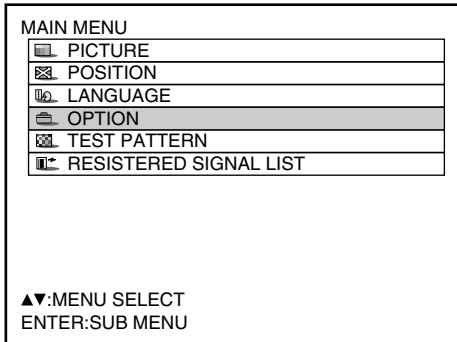 MAIN MENU
PICTURE
POSITION
LANGUAGE
OPTION
TEST PATTERN
RESISTERED SIGNAL LIST
▲▼:MENU SELECT
ENTER:SUB MENU